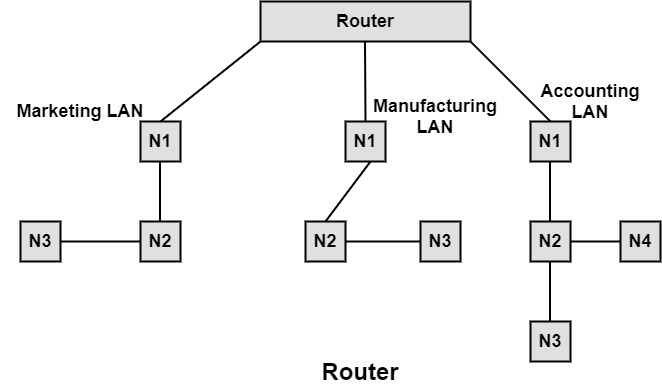 Router
Accounting
LAN
Marketing LAN
Manufacturing
LAN
N1
N1
N1
N3
N2
N2
N3
N2
N4
N3
Router